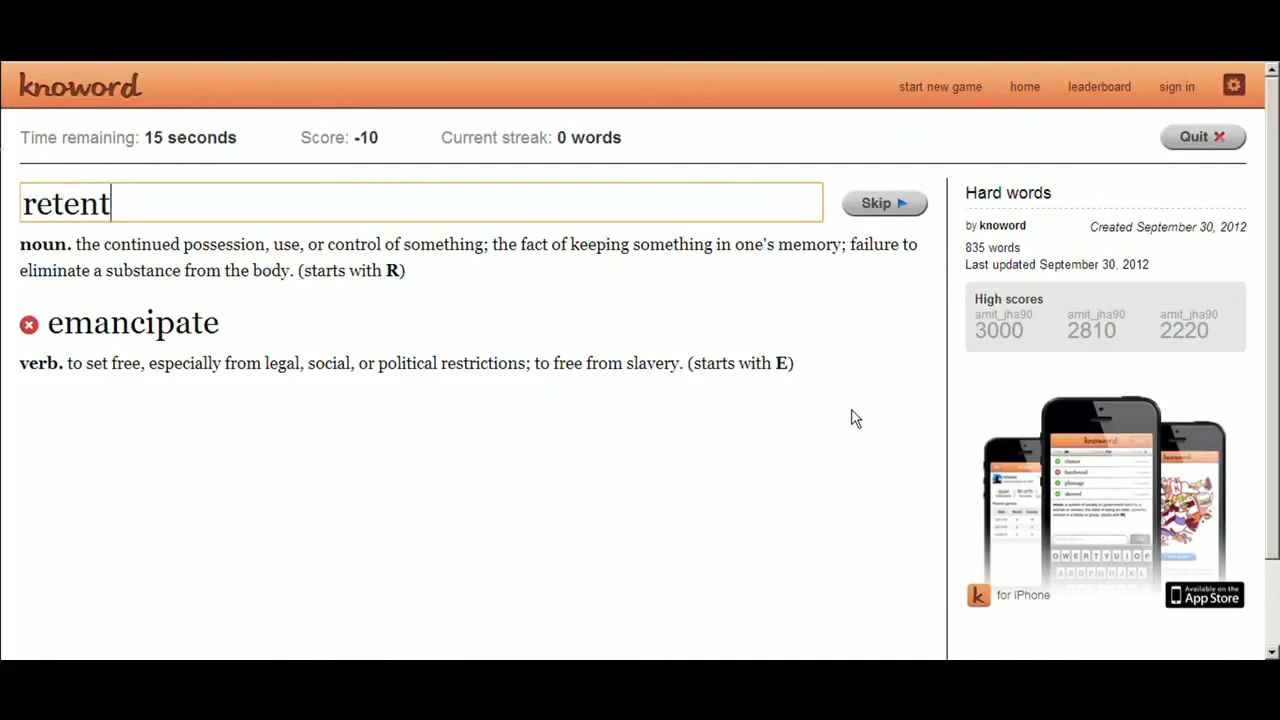 knoword
start new game home leaderboard sign in
Time remaining: 15 seconds Score: -10 Current streak: 0 words
Quit
retent
Skip
noun. the continued possession, use, or control of something; the fact of keeping something in one's memory; failure to
eliminate a substance from the body. (starts with R)
emancipate
verb. to set free, especially from legal, social, or political restrictions; to free from slavery. (starts with E)
Hard words
by knoword Created September 30, 2012
835 words
Last updated September 30, 2012
High scores
amit_jha90 amit_jha90 amit_jha90
3000 2810 2220
knoword
Q W E R T Y U I O P
A S D F G H J K L
k for iPhone
Available on the
App Store